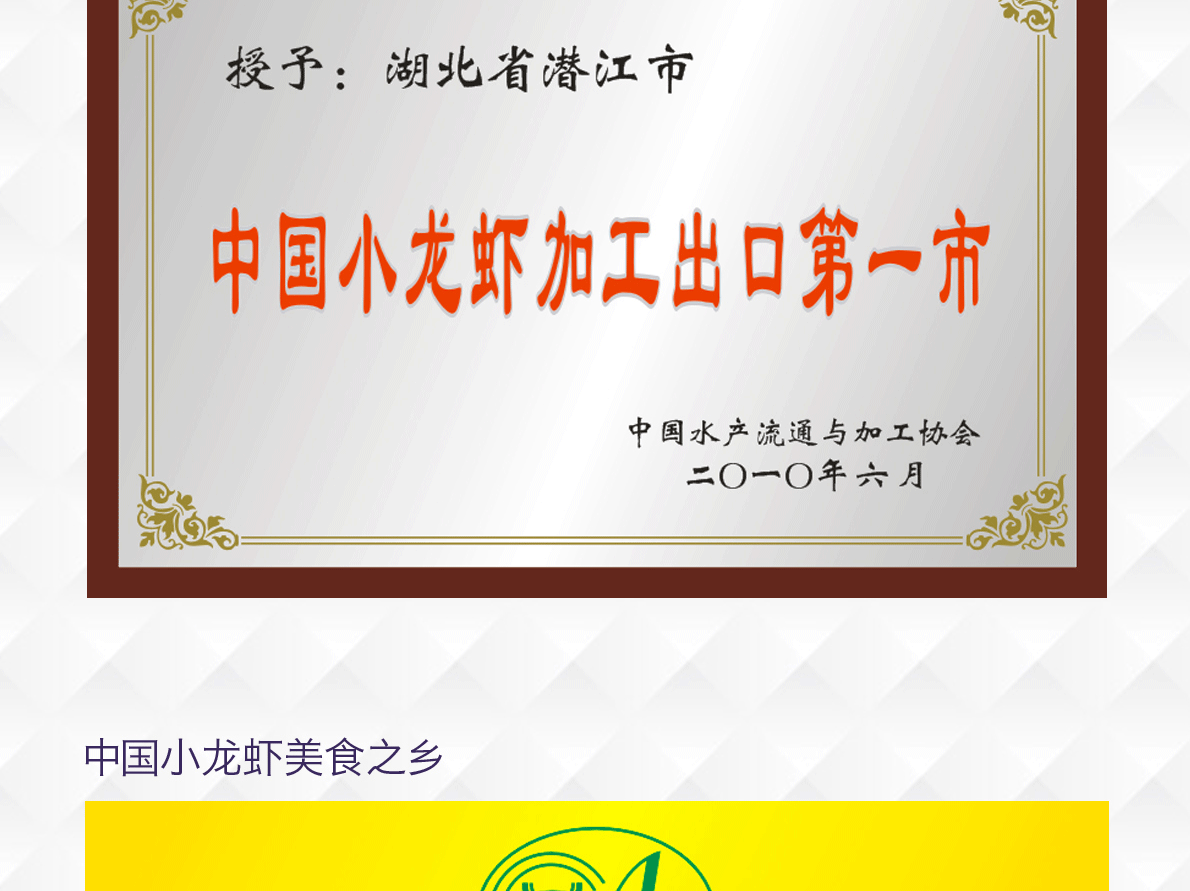 授予：湖北省潜江市
中国小龙虾加工出口第一市
中国水产流通与加工协会
二〇一〇年六月
中国小龙虾美食之乡